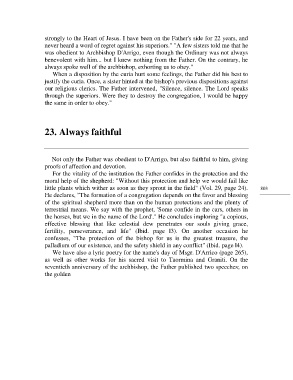 strongly to the Heart of Jesus. I have been on the Father's side for 22 years, and
never heard a word of regret against his superiors." "A few sisters told me that he
was obedient to Archbishop D'Arrigo, even though the Ordinary was not always
benevolent with him... but I knew nothing from the Father. On the contrary, he
always spoke well of the archbishop, exhorting us to obey."
When a disposition by the curia hurt some feelings, the Father did his best to
justify the curia. Once, a sister hinted at the bishop's previous dispositions against
our religious clerics. The Father intervened, "Silence, silence. The Lord speaks
through the superiors. Were they to destroy the congregation, I would be happy
the same in order to obey."
23. Always faithful
Not only the Father was obedient to D'Arrigo, but also faithful to him, giving
proofs of affection and devotion.
For the vitality of the institution the Father confides in the protection and the
moral help of the shepherd: "Without this protection and help we would fail like
little plants which wither as soon as they sprout in the field" (Vol. 29, page 24).
He declares, "The formation of a congregation depends on the favor and blessing
of the spiritual shepherd more than on the human protections and the plenty of
terrestrial means. We say with the prophet, 'Some confide in the cars, others in
the horses, but we in the name of the Lord'." He concludes imploring "a copious,
effective blessing that like celestial dew penetrates our souls giving grace,
fertility, perseverance, and life" (Ibid. page 13). On another occasion he
confesses, "The protection of the bishop for us is the greatest treasure, the
palladium of our existence, and the safety shield in any conflict" (Ibid. page 14).
We have also a lyric poetry for the name's day of Msgr. D'Arrico (page 265),
as well as other works for his sacred visit to Taormina and Graniti. On the
seventieth anniversary of the archbishop, the Father published two speeches; on
the golden